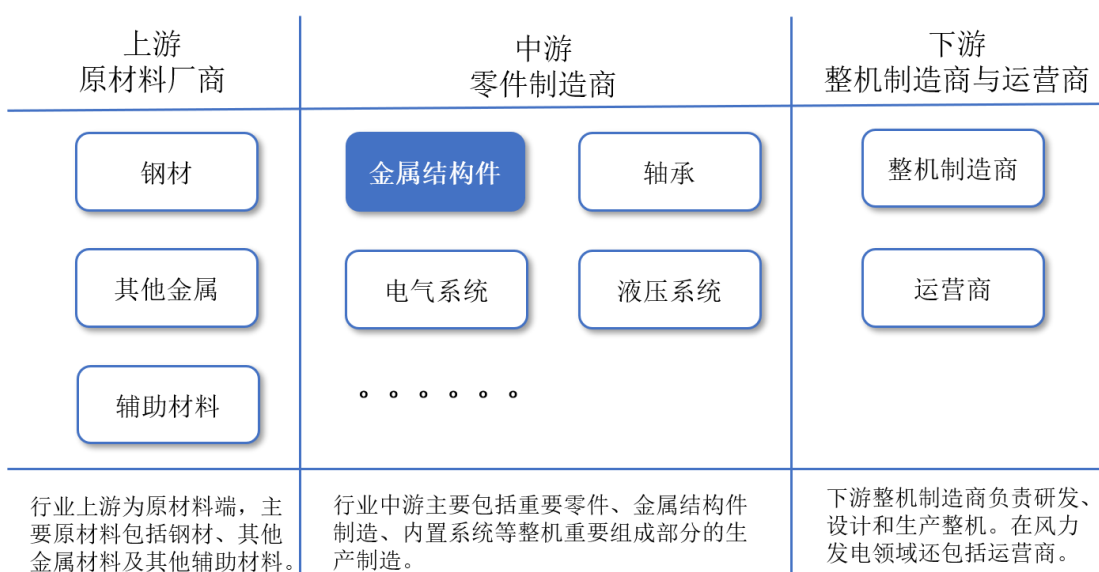 上游
原材料厂商
中游
零件制造商
下游
整机制造商与运营商
钢材
金属结构件
轴承
整机制造商
其他金属
电气系统
液压系统
运营商
辅助材料
。。。。。。
行业上游为原材料端，主
要原材料包括钢材、其他
金属材料及其他辅助材料。
行业中游主要包括重要零件、金属结构件
制造、内置系统等整机重要组成部分的生
产制造。
下游整机制造商负责研发、
设计和生产整机。在风力
发电领域还包括运营商。